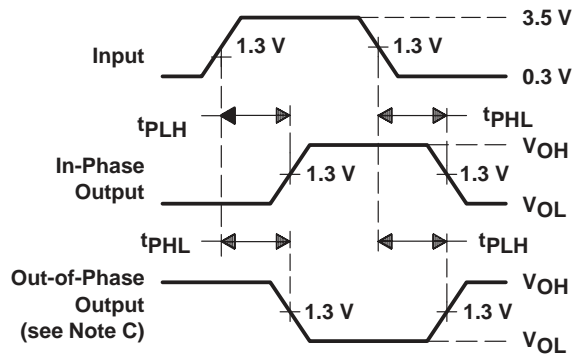 3.5 V
1.3 V
1.3 V
Input
0.3 V
tPLH
tPHL
In-Phase
Output
VOH
1.3 V
1.3 V
VOL
tPHL
tPLH
Out-of-Phase
Output
(see Note C)
VOH
1.3 V
1.3 V
VOL